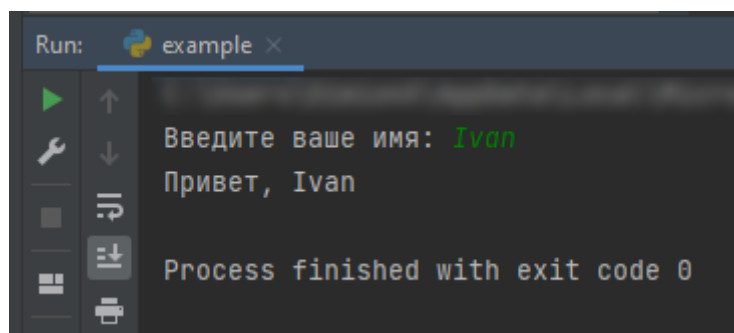 Run: example
Введите ваше имя: Ivan
Привет, Ivan
Process finished with exit code 0